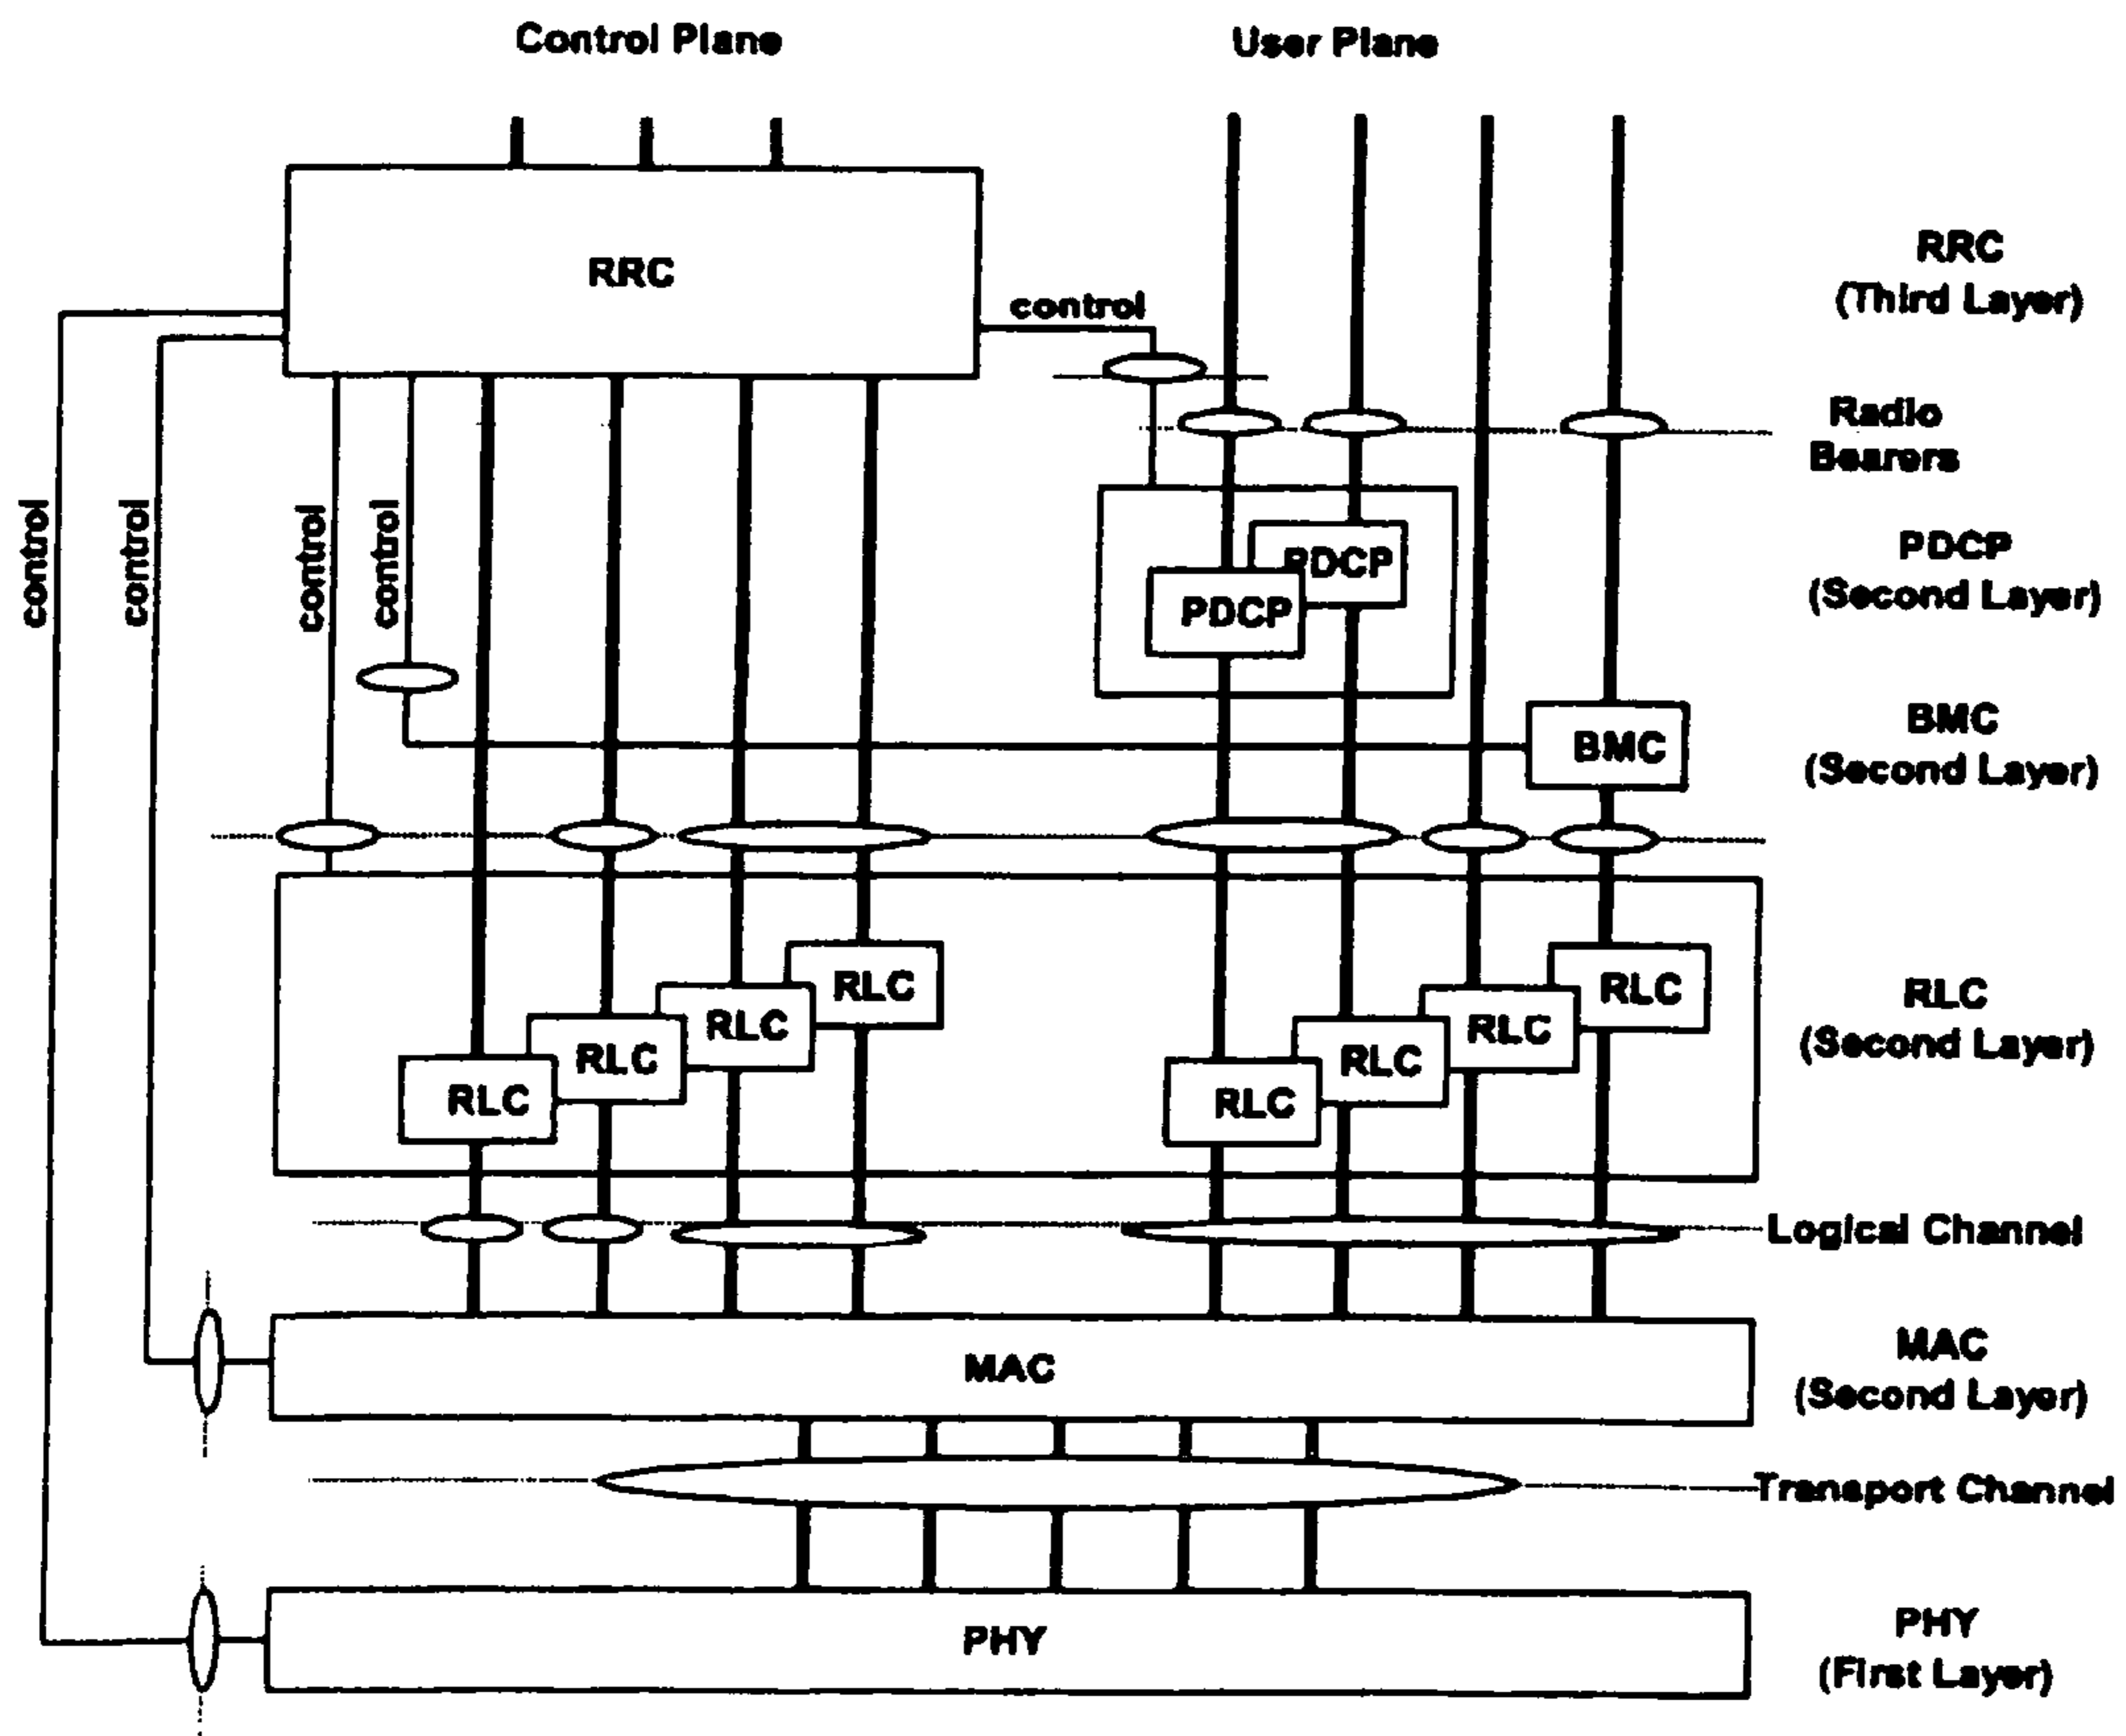 Control Plane
User Plane
RRC
control
RRC
(Third Layer)
Radio
Bearers
control
control
control
control
PDCP
PDCP
PDCP
(Second Layer)
BMC
BMC
(Second Layer)
RLC
RLC
RLC
RLC
RLC
RLC
RLC
RLC
RLC
(Second Layer)
Logical Channel
MAC
MAC
(Second Layer)
Transport Channel
PHY
PHY
(First Layer)